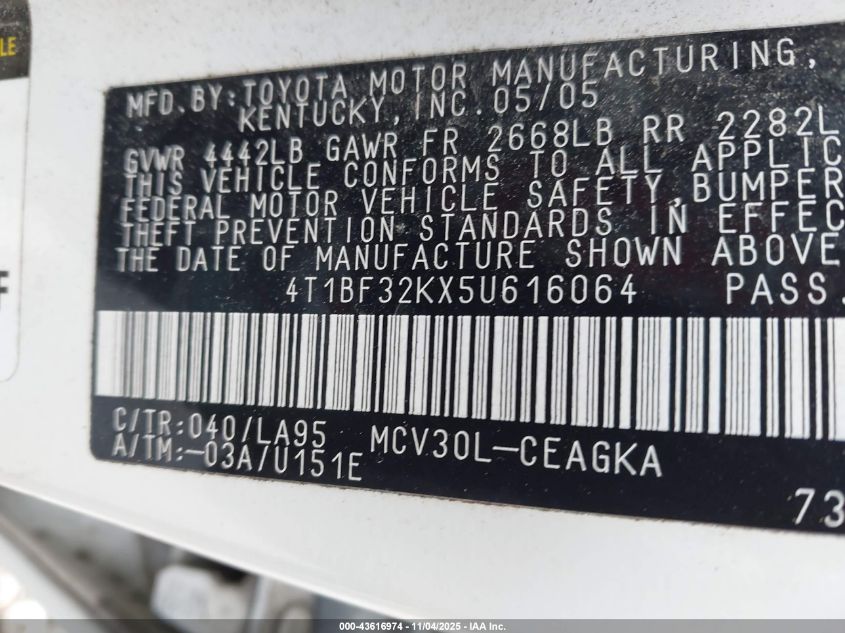 LE
MFD. BY: TOYOTA MOTOR MANUFACTURING,
KENTUCKY, INC. 05/05
GVWR 4442LB GAWR FR 2668LB RR 2282L
THIS VEHICLE CONFORMS TO ALL APPLIC
FEDERAL MOTOR VEHICLE SAFETY, BUMPER
THEFT PREVENTION STANDARDS IN EFFEC
THE DATE OF MANUFACTURE SHOWN ABOVE
4T1BF32KX5U616064 PASS.
F
C/TR: 040/LA95 MCV30L-CEAGKA
A/TM:-03A/U151E
73
000-43616974 - 11/04/2025 - IAA Inc.